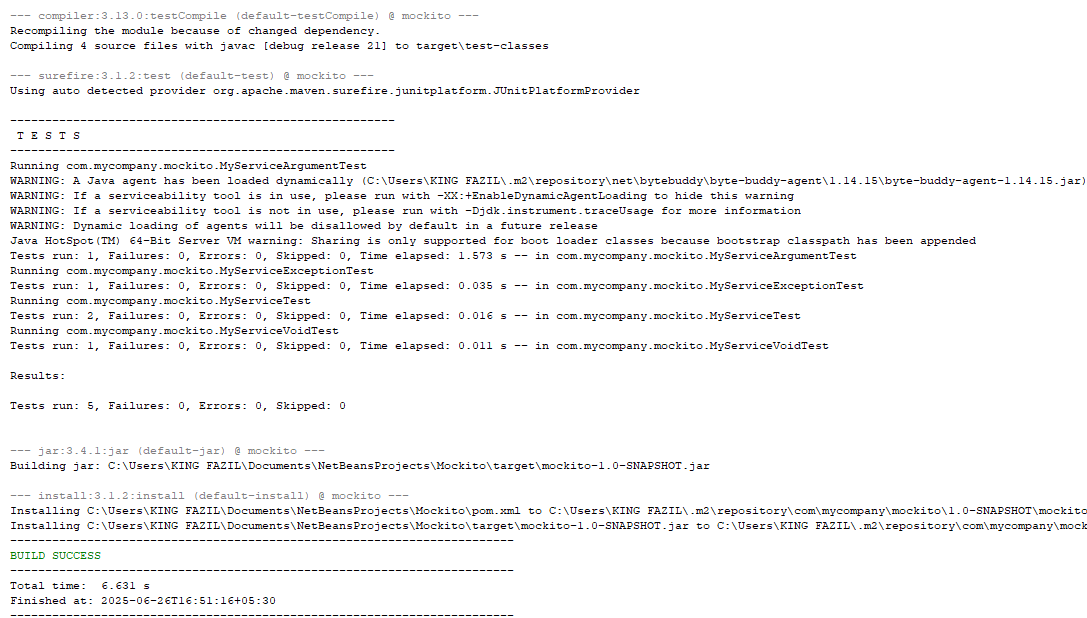 --- compiler:3.13.0:testCompile (default-testCompile) @ mockito ---
Recompiling the module because of changed dependency.
Compiling 4 source files with javac [debug release 21] to target\test-classes
--- surefire:3.1.2:test (default-test) @ mockito ---
Using auto detected provider org.apache.maven.surefire.junitplatform.JUnitPlatformProvider
-------------------------------------------------------
T E S T S
-------------------------------------------------------
Running com.mycompany.mockito.MyServiceArgumentTest
WARNING: A Java agent has been loaded dynamically (C:\Users\KING FAZIL\.m2\repository\net\bytebuddy\byte-buddy-agent\1.14.15\byte-buddy-agent-1.14.15.jar)
WARNING: If a serviceability tool is in use, please run with -XX:+EnableDynamicAgentLoading to hide this warning
WARNING: If a serviceability tool is not in use, please run with -Djdk.instrument.traceUsage for more information
WARNING: Dynamic loading of agents will be disallowed by default in a future release
Java HotSpot(TM) 64-Bit Server VM warning: Sharing is only supported for boot loader classes because bootstrap classpath has been appended
Tests run: 1, Failures: 0, Errors: 0, Skipped: 0, Time elapsed: 1.573 s -- in com.mycompany.mockito.MyServiceArgumentTest
Running com.mycompany.mockito.MyServiceExceptionTest
Tests run: 1, Failures: 0, Errors: 0, Skipped: 0, Time elapsed: 0.035 s -- in com.mycompany.mockito.MyServiceExceptionTest
Running com.mycompany.mockito.MyServiceTest
Tests run: 2, Failures: 0, Errors: 0, Skipped: 0, Time elapsed: 0.016 s -- in com.mycompany.mockito.MyServiceTest
Running com.mycompany.mockito.MyServiceVoidTest
Tests run: 1, Failures: 0, Errors: 0, Skipped: 0, Time elapsed: 0.011 s -- in com.mycompany.mockito.MyServiceVoidTest
Results:
Tests run: 5, Failures: 0, Errors: 0, Skipped: 0
--- jar:3.4.1:jar (default-jar) @ mockito ---
Building jar: C:\Users\KING FAZIL\Documents\NetBeansProjects\Mockito\target\mockito-1.0-SNAPSHOT.jar
--- install:3.1.2:install (default-install) @ mockito ---
Installing C:\Users\KING FAZIL\Documents\NetBeansProjects\Mockito\pom.xml to C:\Users\KING FAZIL\.m2\repository\com\mycompany\mockito\1.0-SNAPSHOT\mockito
Installing C:\Users\KING FAZIL\Documents\NetBeansProjects\Mockito\target\mockito-1.0-SNAPSHOT.jar to C:\Users\KING FAZIL\.m2\repository\com\mycompany\mock
------------------------------------------------------------------------
BUILD SUCCESS
------------------------------------------------------------------------
Total time:  6.631 s
Finished at: 2025-06-26T16:51:16+05:30
------------------------------------------------------------------------